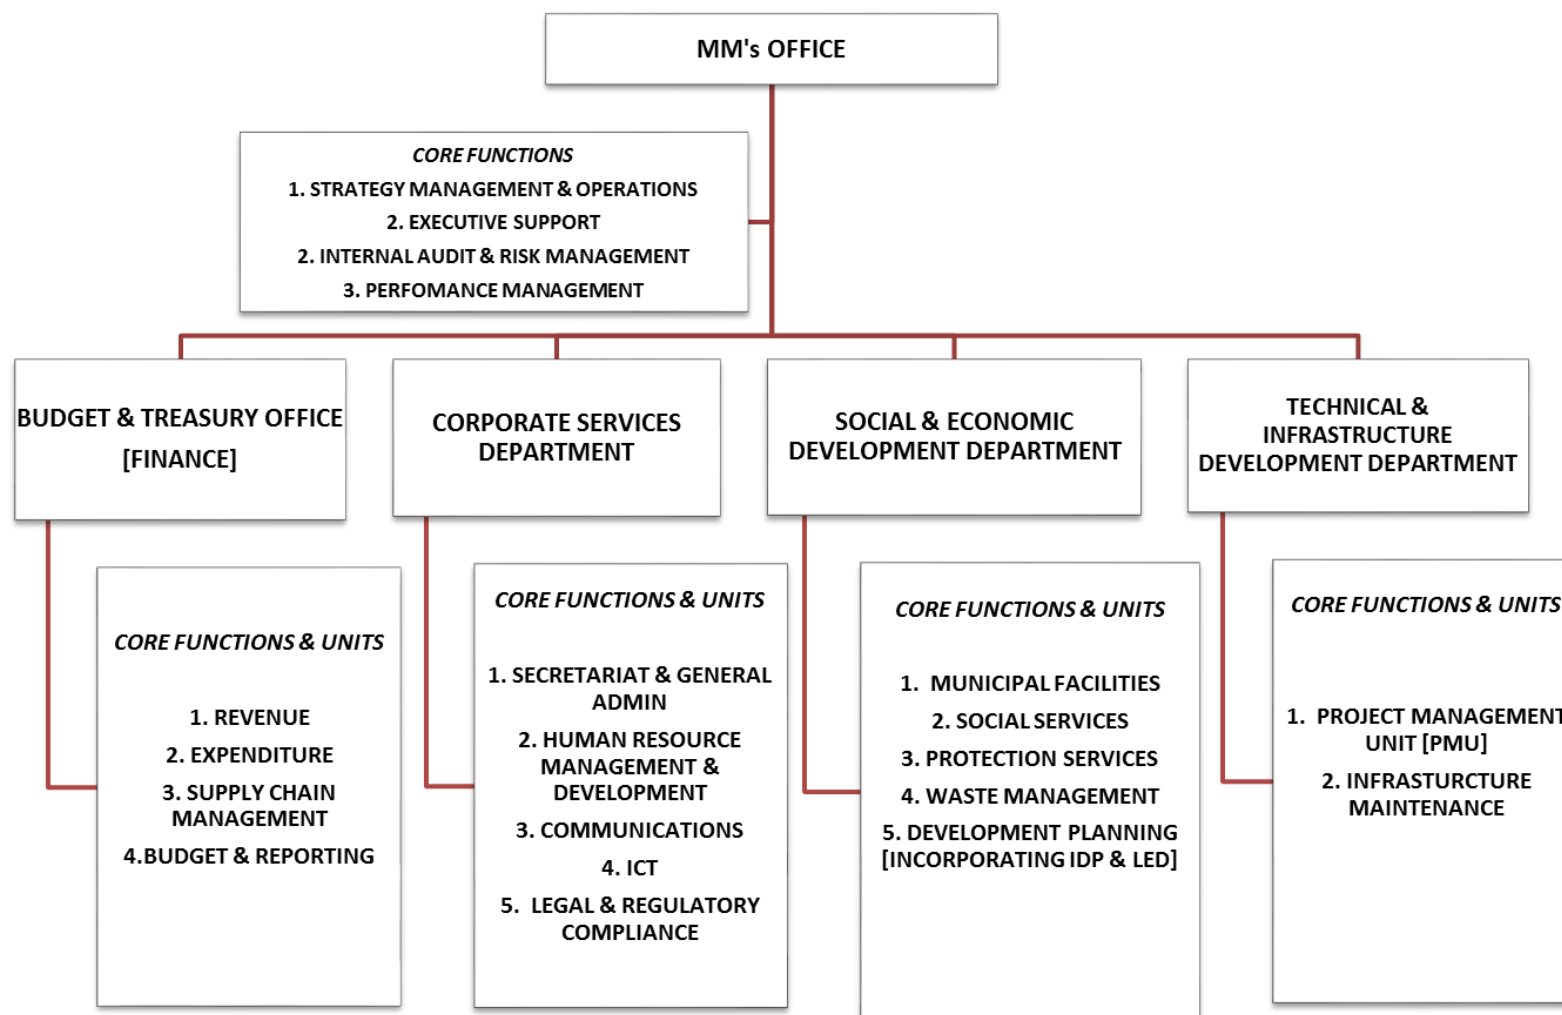 MM's OFFICE
CORE FUNCTIONS
1. STRATEGY MANAGEMENT & OPERATIONS
2. EXECUTIVE SUPPORT
2. INTERNAL AUDIT & RISK MANAGEMENT
3. PERFOMANCE MANAGEMENT
BUDGET & TREASURY OFFICE
[FINANCE]
CORPORATE SERVICES
DEPARTMENT
SOCIAL & ECONOMIC
DEVELOPMENT DEPARTMENT
TECHNICAL &
INFRASTRUCTURE
DEVELOPMENT DEPARTMENT
CORE FUNCTIONS & UNITS
1. REVENUE
2. EXPENDITURE
3. SUPPLY CHAIN
MANAGEMENT
4.BUDGET & REPORTING
CORE FUNCTIONS & UNITS
1. SECRETARIAT & GENERAL
ADMIN
2. HUMAN RESOURCE
MANAGEMENT &
DEVELOPMENT
3. COMMUNICATIONS
4. ICT
5. LEGAL & REGULATORY
COMPLIANCE
CORE FUNCTIONS & UNITS
1. MUNICIPAL FACILITIES
2. SOCIAL SERVICES
3. PROTECTION SERVICES
4. WASTE MANAGEMENT
5. DEVELOPMENT PLANNING
[INCORPORATING IDP & LED]
CORE FUNCTIONS & UNITS
1. PROJECT MANAGEMENT
UNIT [PMU]
2. INFRASTURCTURE
MAINTENANCE